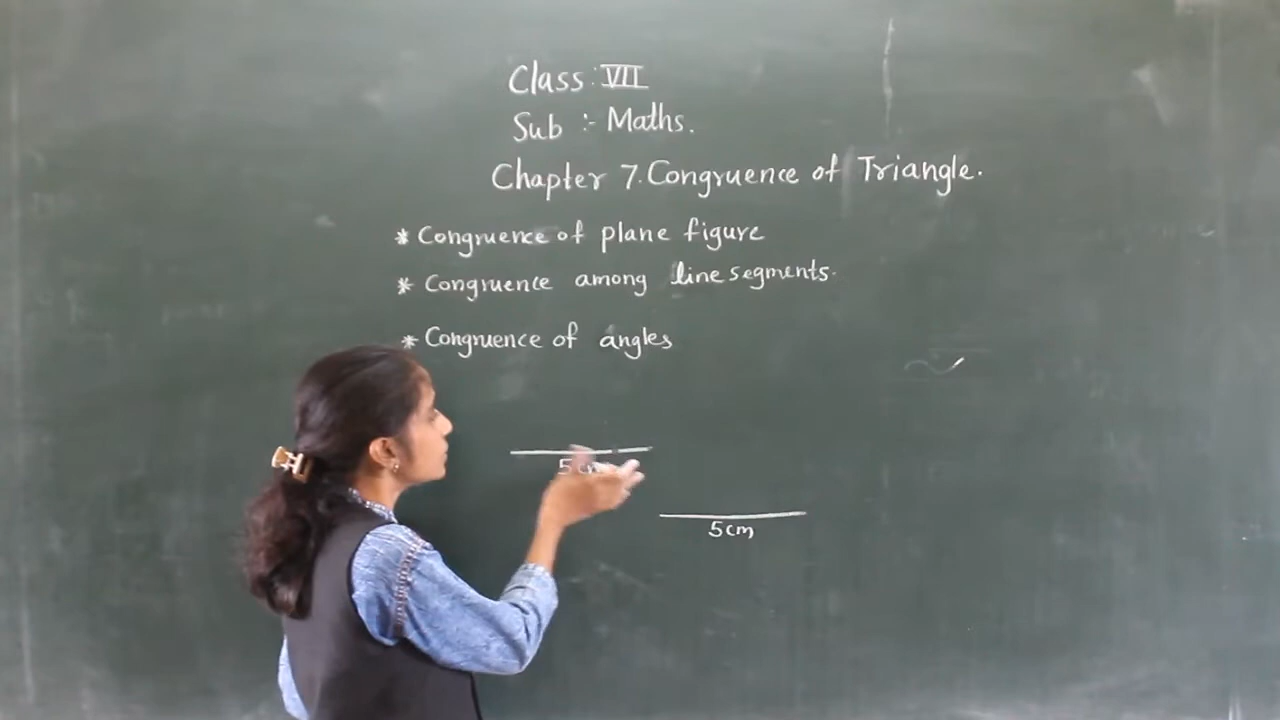 Class : VII
Sub :- Maths.
Chapter 7. Congruence of Triangle.
* Congruence of plane figure
* Congruence among line segments.
* Congruence of angles
5cm
5cm